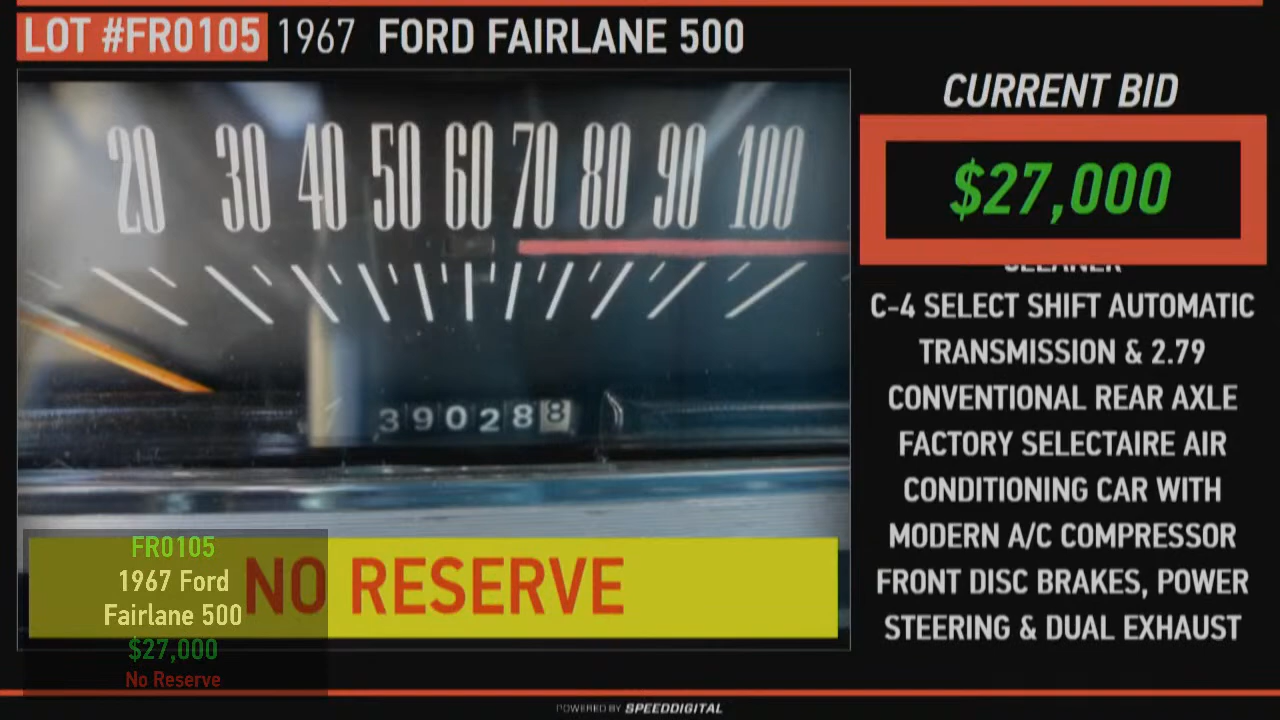 LOT #FR0105 1967 FORD FAIRLANE 500
CURRENT BID
$27,000
20 30 40 50 60 70 80 90 100
390288
CLEANER
C-4 SELECT SHIFT AUTOMATIC
TRANSMISSION & 2.79
CONVENTIONAL REAR AXLE
FACTORY SELECTAIRE AIR
CONDITIONING CAR WITH
MODERN A/C COMPRESSOR
FRONT DISC BRAKES, POWER
STEERING & DUAL EXHAUST
NO RESERVE
FR0105
1967 Ford
Fairlane 500
$27,000
No Reserve
POWERED BY SPEEDDIGITAL